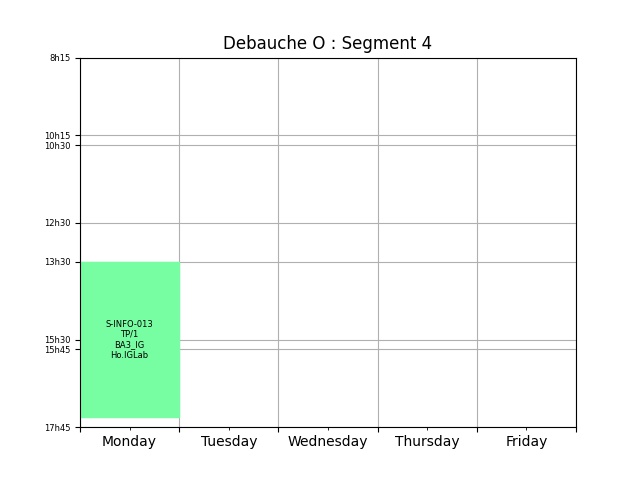 Debauche O : Segment 4
8h15
10h15
10h30
12h30
13h30
S-INFO-013
TP/1
BA3_IG
Ho.IGLab
15h30
15h45
17h45
Monday Tuesday Wednesday Thursday Friday